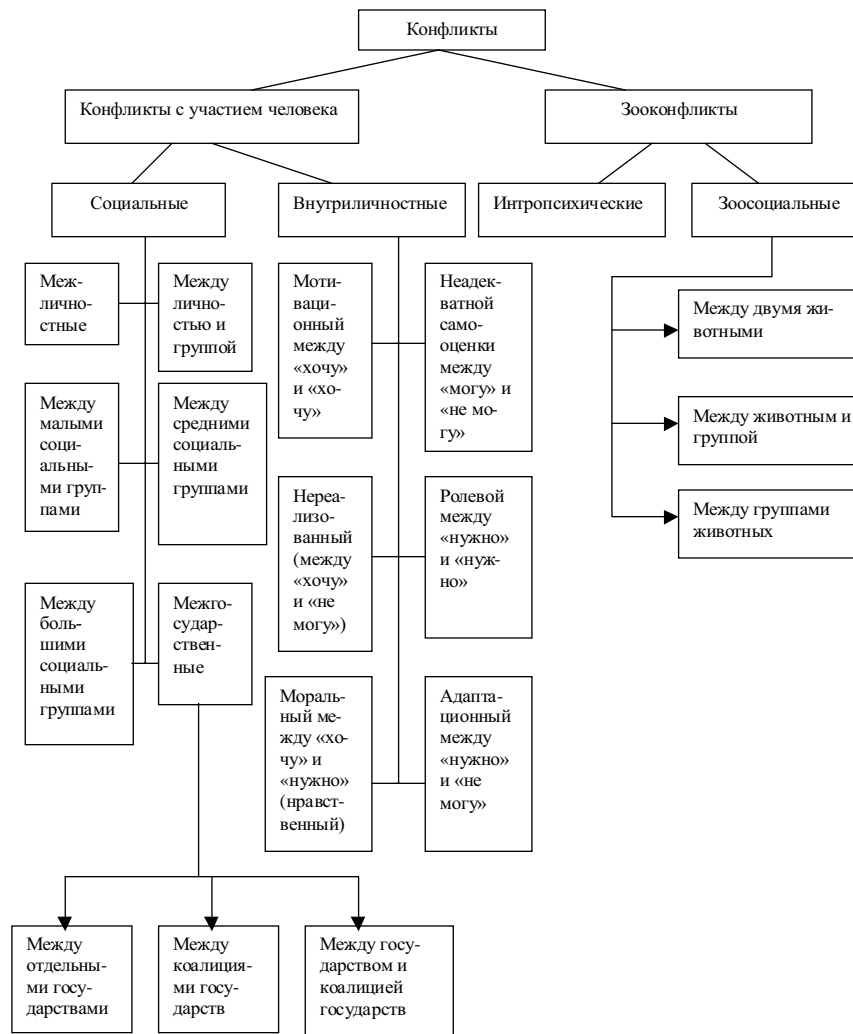 Конфликты
Конфликты с участием человека
Зооконфликты
Социальные
Внутриличностные
Интропсихические
Зоосоциальные
Меж-
лично-
стные
Между
лично-
стью и
группой
Моти-
ваци-
онный
между
«хочу»
и «хо-
чу»
Неадек-
ватной
само-
оценки
между
«могу» и
«не мо-
гу»
Между двумя жи-
вотными
Между животным и
группой
Между группами
животных
Между
малыми
соци-
альны-
ми груп-
пами
Между
средними
социаль-
ными
группами
Нереа-
лизо-
ванный
(между
«хочу»
и «не
могу»)
Ролевой
между
«нужно»
и «нуж-
но»
Между
боль-
шими
социаль-
ными
группами
Межго-
сударст-
вен-
ные
Мораль-
ный ме-
жду «хо-
чу» и
«нужно»
(нравст-
венный)
Адапта-
ционный
между
«нужно»
и «не
могу»
Между
отдельны-
ми госу-
дарствами
Между
коалиция-
ми госу-
дарств
Между госу-
дарством и
коалицией
государств